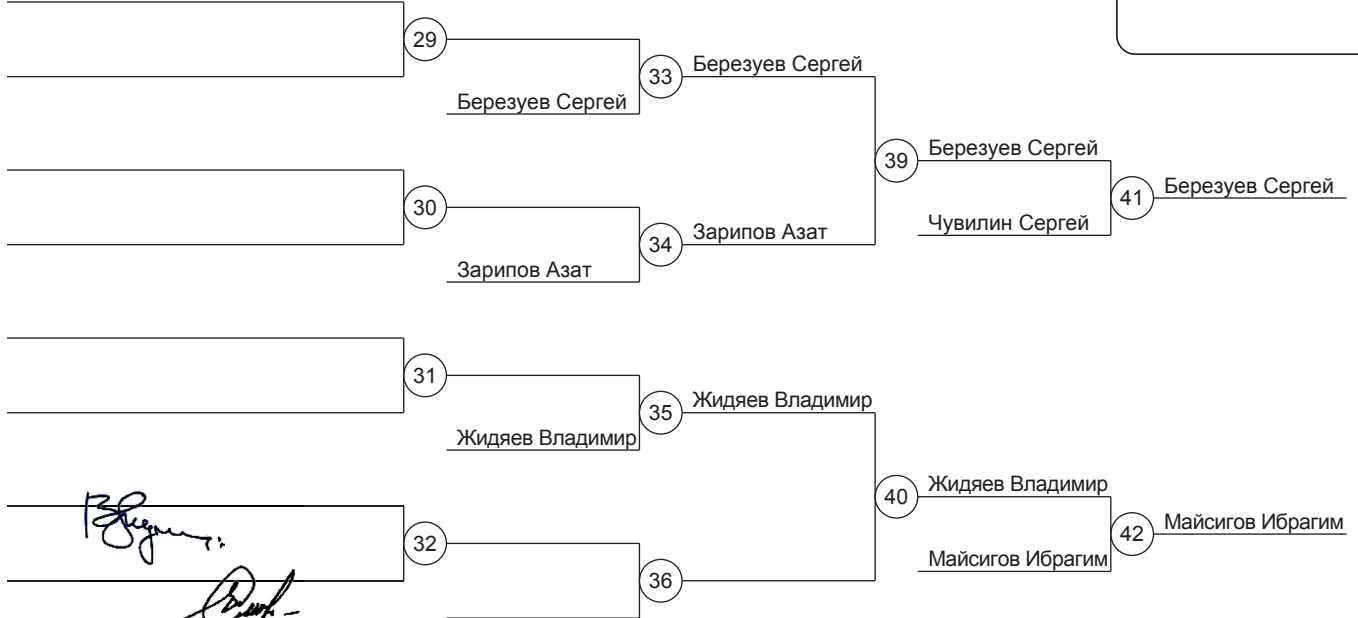 29
33 Березуев Сергей
Березуев Сергей
39 Березуев Сергей
41 Березуев Сергей
Чувилин Сергей
30
34 Зарипов Азат
Зарипов Азат
31
35 Жидяев Владимир
Жидяев Владимир
40 Жидяев Владимир
42 Майсигов Ибрагим
Майсигов Ибрагим
32
36